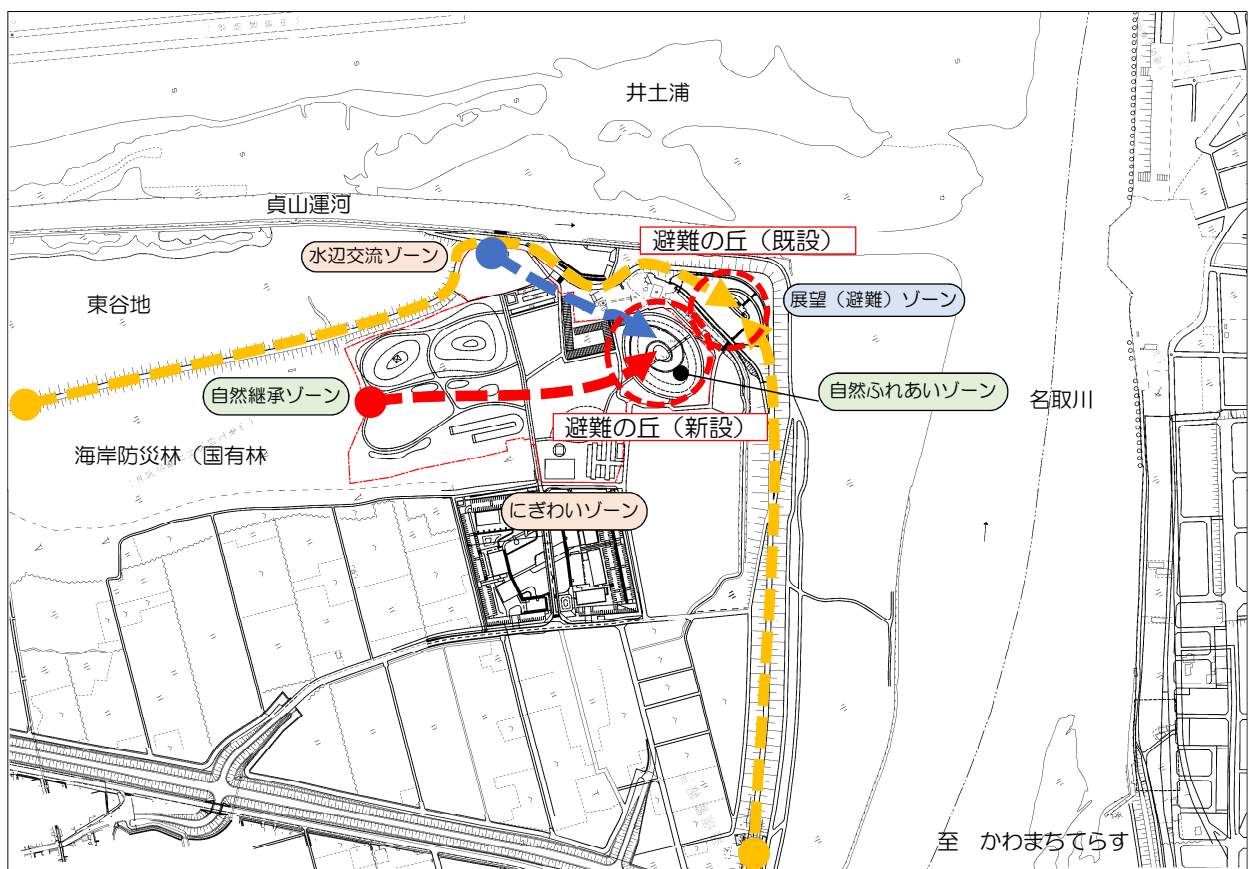 井土浦
貞山運河
避難の丘（既設）
水辺交流ゾーン
展望（避難）ゾーン
東谷地
自然継承ゾーン
自然ふれあいゾーン
名取川
避難の丘（新設）
海岸防災林（国有林
にぎわいゾーン
至 かわまちてらす